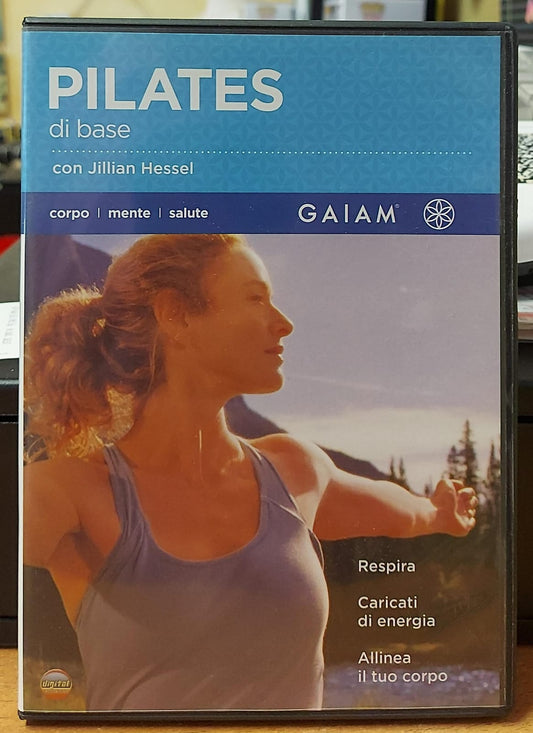 PILATES
di base
con Jillian Hessel
corpo | mente | salute
GAIAM®
Respira
Caricati
di energia
Allinea
il tuo corpo
digital